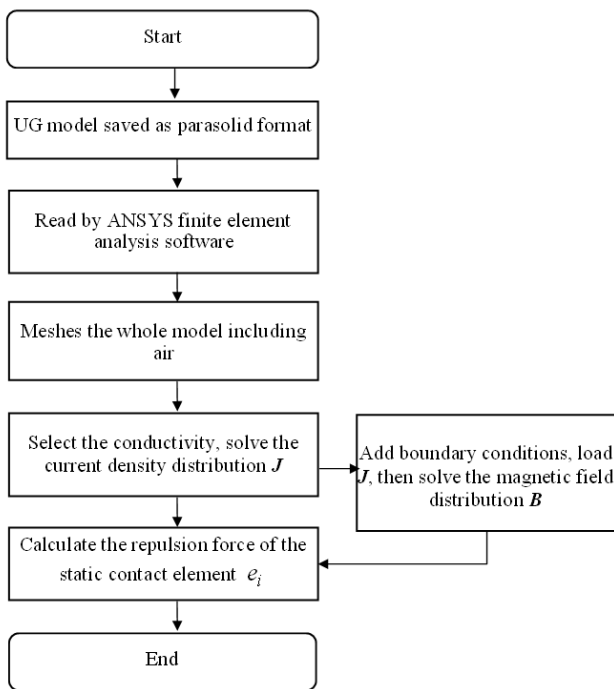 Start
UG model saved as parasolid format
Read by ANSYS finite element
analysis software
Meshes the whole model including
air
Select the conductivity, solve the
current density distribution J
Add boundary conditions, load
J, then solve the magnetic field
distribution B
Calculate the repulsion force of the
static contact element e_i
End